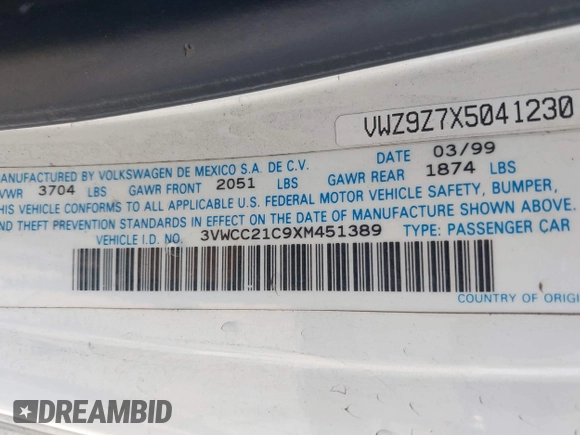 VWZ9Z7X5041230
MANUFACTURED BY VOLKSWAGEN DE MEXICO S.A. DE C.V. DATE 03/99
VWR 3704 LBS GAWR FRONT 2051 LBS GAWR REAR 1874 LBS
THIS VEHICLE CONFORMS TO ALL APPLICABLE U.S. FEDERAL MOTOR VEHICLE SAFETY, BUMPER,
AND THEFT PREVENTION STANDARDS IN EFFECT ON THE DATE OF MANUFACTURE SHOWN ABOVE.
VEHICLE I.D. NO. 3VWCC21C9XM451389 TYPE: PASSENGER CAR
COUNTRY OF ORIGI
DREAMBID